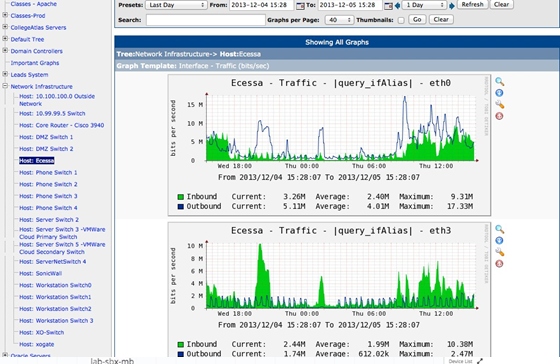 Classes - Apps
Classes-Prod
CollegeAtlas Servers
Default Tree
Domain Controllers
Important Graphs
Leads System
Network Infrastructure
Host: 10.100.100.0 Outside Network
Host: 10.99.99.5 Switch
Host: Core Router - Cisco 3940
Host: DMZ Switch 1
Host: DMZ Switch 2
Host: Ecessa
Host: Phone Switch 1
Host: Phone Switch 2
Host: Phone Switch 3
Host: Phone Switch 4
Host: Server Switch 2
Host: Server Switch 3 -VMWare
Cloud Primary Switch
Host: Server Switch 5 -VMWare
Cloud Secondary Switch
Host: ServerNetSwitch 4
Host: SonicWall
Host: Workstation Switch0
Host: Workstation Switch1
Host: Workstation Switch2
Host: Workstation Switch 3
Host: XO-Switch
Host: xogate
Oracle Servers
lab-sbx-mb
Presets: Last Day From: 2013-12-04 15:28 To: 2013-12-05 15:28 1 Day Refresh Clear
Search: Graphs per Page: 40 Thumbnails: Go Clear
Showing All Graphs
Tree:Network Infrastructure-> Host:Ecessa
Graph Template: Interface - Traffic (bits/sec)
Ecessa - Traffic - |query_ifAlias| - eth0
bits per second
15 M
10 M
5 M
0
Wed 18:00 Thu 00:00 Thu 06:00 Thu 12:00
From 2013/12/04 15:28:07 To 2013/12/05 15:28:07
Inbound Current: 3.26M Average: 2.40M Maximum: 9.31M
Outbound Current: 5.11M Average: 4.01M Maximum: 17.33M
Ecessa - Traffic - |query_ifAlias| - eth3
bits per second
10 M
8 M
6 M
4 M
2 M
0
Wed 18:00 Thu 00:00 Thu 06:00 Thu 12:00
From 2013/12/04 15:28:07 To 2013/12/05 15:28:07
Inbound Current: 2.44M Average: 1.99M Maximum: 10.38M
Outbound Current: 1.74M Average: 612.02k Maximum: 2.47M
Device List